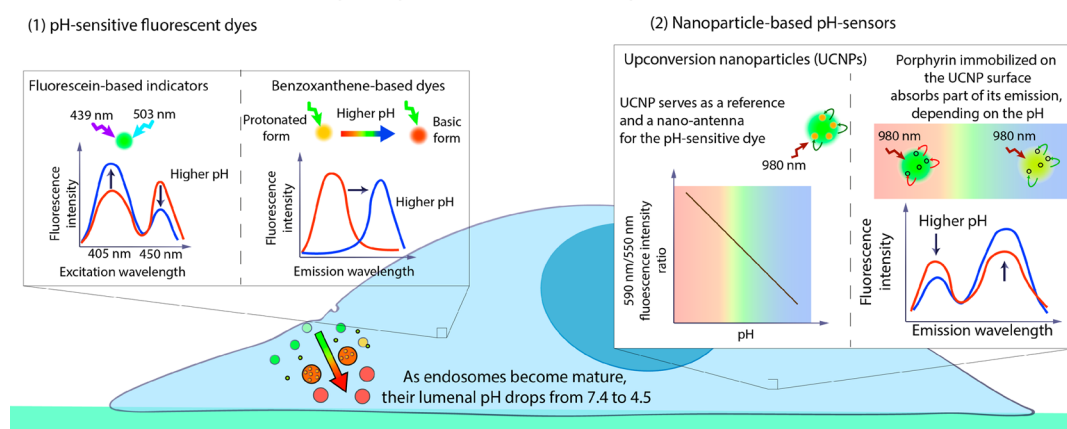 (1) pH-sensitive fluorescent dyes
Fluorescein-based indicators
439 nm
503 nm
Fluorescence
intensity
Higher pH
405 nm
450 nm
Excitation wavelength
Benzoxanthene-based dyes
Protonated
form
Higher pH
Basic
form
Fluorescence
intensity
Higher pH
Emission wavelength
(2) Nanoparticle-based pH-sensors
Upconversion nanoparticles (UCNPs)
UCNP serves as a reference
and a nano-antenna
for the pH-sensitive dye
980 nm
590 nm/550 nm
fluoescence intensity
ratio
pH
Porphyrin immobilized on
the UCNP surface
absorbs part of its emission,
depending on the pH
980 nm
980 nm
Fluorescence
intensity
Higher pH
Emission wavelength
As endosomes become mature,
their lumenal pH drops from 7.4 to 4.5